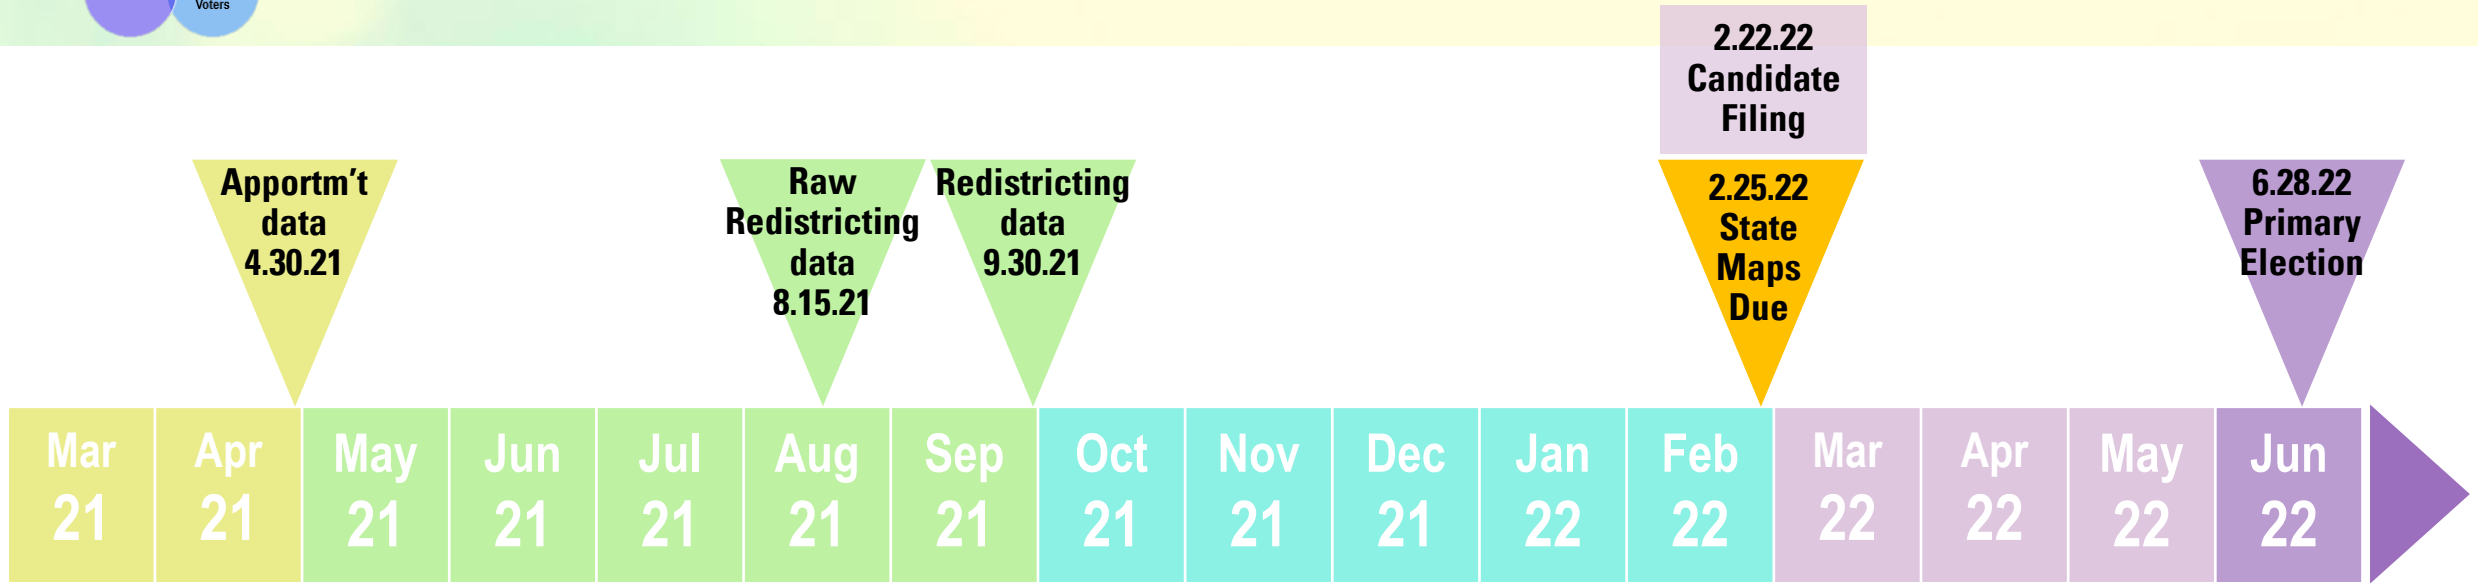 Voters
2.22.22
Candidate
Filing
Apportm't
data
4.30.21
Raw
Redistricting
data
8.15.21
Redistricting
data
9.30.21
2.25.22
State
Maps
Due
6.28.22
Primary
Election
Mar
21
Apr
21
May
21
Jun
21
Jul
21
Aug
21
Sep
21
Oct
21
Nov
21
Dec
21
Jan
22
Feb
22
Mar
22
Apr
22
May
22
Jun
22